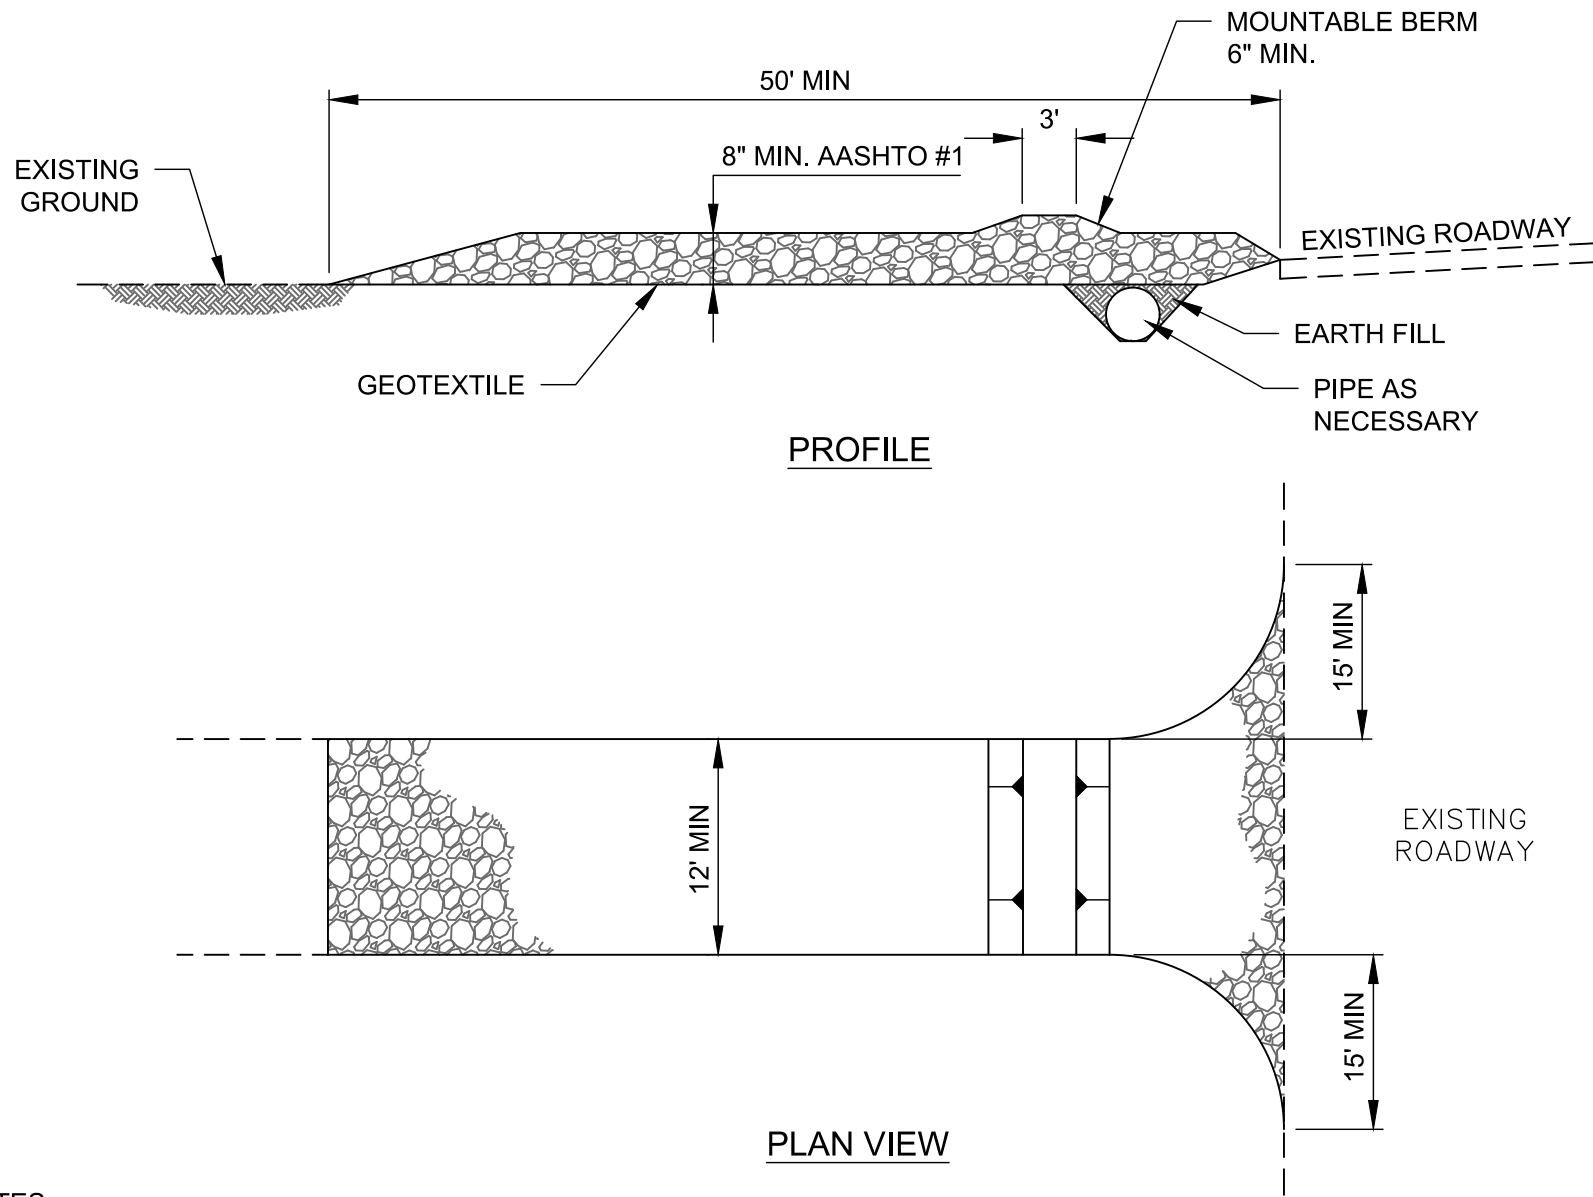 MOUNTABLE BERM
6" MIN.
50' MIN
3'
8" MIN. AASHTO #1
EXISTING
GROUND
EXISTING ROADWAY
EARTH FILL
GEOTEXTILE
PIPE AS
NECESSARY
PROFILE
15' MIN
12' MIN
EXISTING
ROADWAY
15' MIN
PLAN VIEW